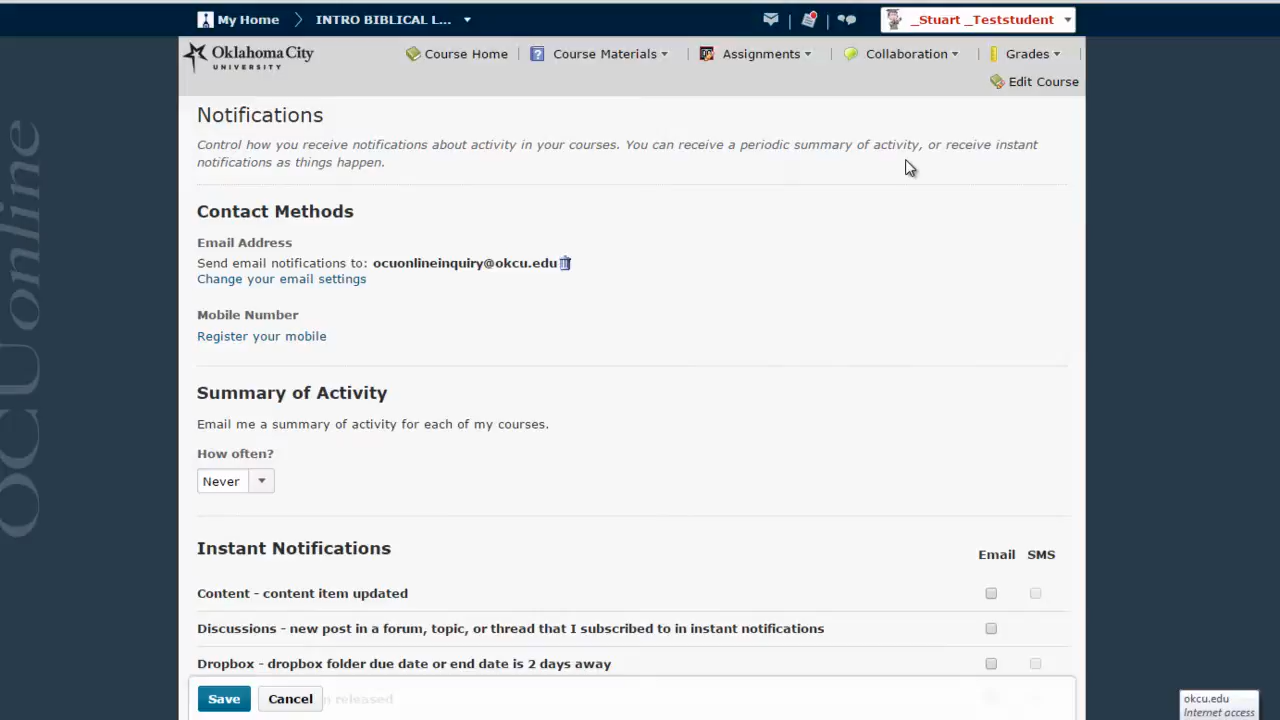 My Home
INTRO BIBLICAL L...
_Stuart _Teststudent
Oklahoma City
UNIVERSITY
Course Home
Course Materials
Assignments
Collaboration
Grades
Edit Course
Notifications
Control how you receive notifications about activity in your courses. You can receive a periodic summary of activity, or receive instant
notifications as things happen.
Contact Methods
Email Address
Send email notifications to: ocuonlineinquiry@okcu.edu
Change your email settings
Mobile Number
Register your mobile
Summary of Activity
Email me a summary of activity for each of my courses.
How often?
Never
Instant Notifications
Email SMS
Content - content item updated
Discussions - new post in a forum, topic, or thread that I subscribed to in instant notifications
Dropbox - dropbox folder due date or end date is 2 days away
released
Save
Cancel
OCUonline
okcu.edu
Internet access